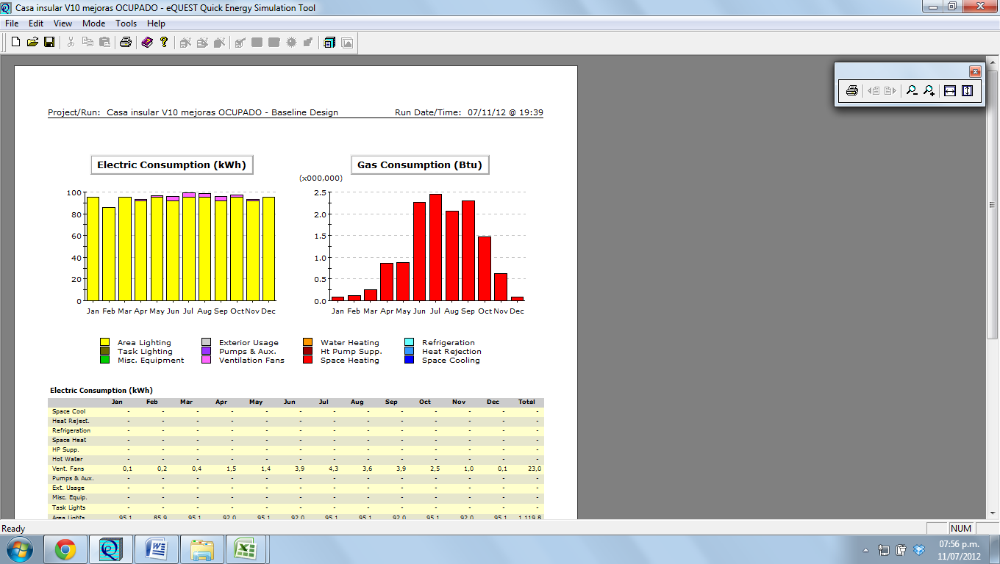 Casa insular V10 mejoras OCUPADO - eQUEST Quick Energy Simulation Tool
File Edit View Mode Tools Help
Project/Run: Casa insular V10 mejoras OCUPADO - Baseline Design Run Date/Time: 07/11/12 @ 19:39
Electric Consumption (kWh)
100
80
60
40
20
0
Jan Feb Mar Apr May Jun Jul Aug Sep Oct Nov Dec
Gas Consumption (Btu)
(x000,000)
2.5
2.0
1.5
1.0
0.5
0.0
Jan Feb Mar Apr May Jun Jul Aug Sep Oct Nov Dec
Area Lighting Exterior Usage Water Heating Refrigeration
Task Lighting Pumps & Aux. Ht Pump Supp. Heat Rejection
Misc. Equipment Ventilation Fans Space Heating Space Cooling
Electric Consumption (kWh)
Jan Feb Mar Apr May Jun Jul Aug Sep Oct Nov Dec Total
Space Cool - - - - - - - - - - - - -
Heat Reject. - - - - - - - - - - - - -
Refrigeration - - - - - - - - - - - - -
Space Heat - - - - - - - - - - - - -
HP Supp. - - - - - - - - - - - - -
Hot Water - - - - - - - - - - - - -
Vent. Fans 0,1 0,2 0,4 1,5 1,4 3,9 4,3 3,6 3,9 2,5 1,0 0,1 23,0
Pumps & Aux. - - - - - - - - - - - - -
Ext. Usage - - - - - - - - - - - - -
Misc. Equip. - - - - - - - - - - - - -
Task Lights - - - - - - - - - - - - -
Area Lights 95,1 85,9 95,1 92,0 95,1 92,0 95,1 95,1 92,0 95,1 92,0 95,1 1.119,8
Ready NUM
07:56 p.m.
11/07/2012